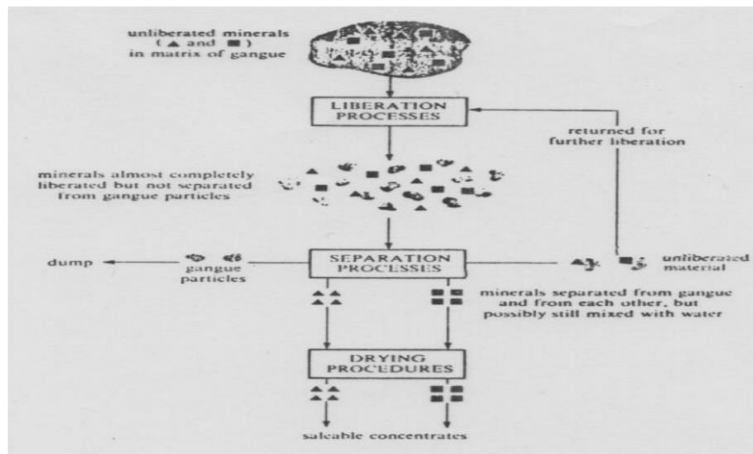 unliberated minerals
( ▲ and ■ )
in matrix of gangue
LIBERATION
PROCESSES
returned for
further liberation
minerals almost completely
liberated but not separated
from gangue particles
dump
gangue
particles
SEPARATION
PROCESSES
unliberated
material
minerals separated from gangue
and from each other, but
possibly still mixed with water
DRYING
PROCEDURES
saleable concentrates